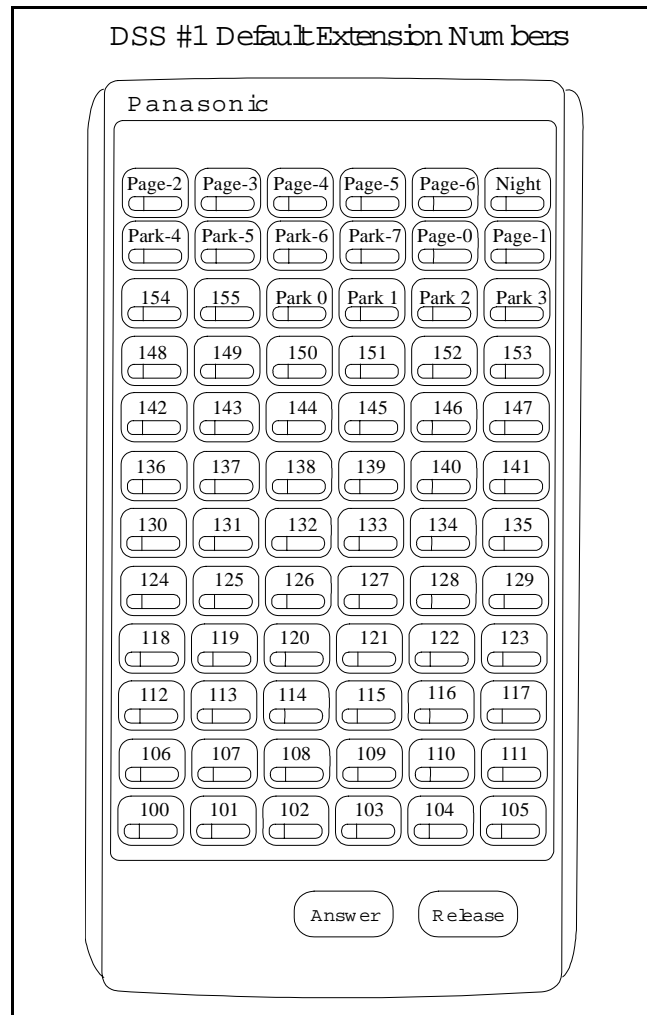 DSS #1 Default Extension Numbers
Panasonic
Page-2 Page-3 Page-4 Page-5 Page-6 Night
Park-4 Park-5 Park-6 Park-7 Page-0 Page-1
154 155 Park 0 Park 1 Park 2 Park 3
148 149 150 151 152 153
142 143 144 145 146 147
136 137 138 139 140 141
130 131 132 133 134 135
124 125 126 127 128 129
118 119 120 121 122 123
112 113 114 115 116 117
106 107 108 109 110 111
100 101 102 103 104 105
Answer Release